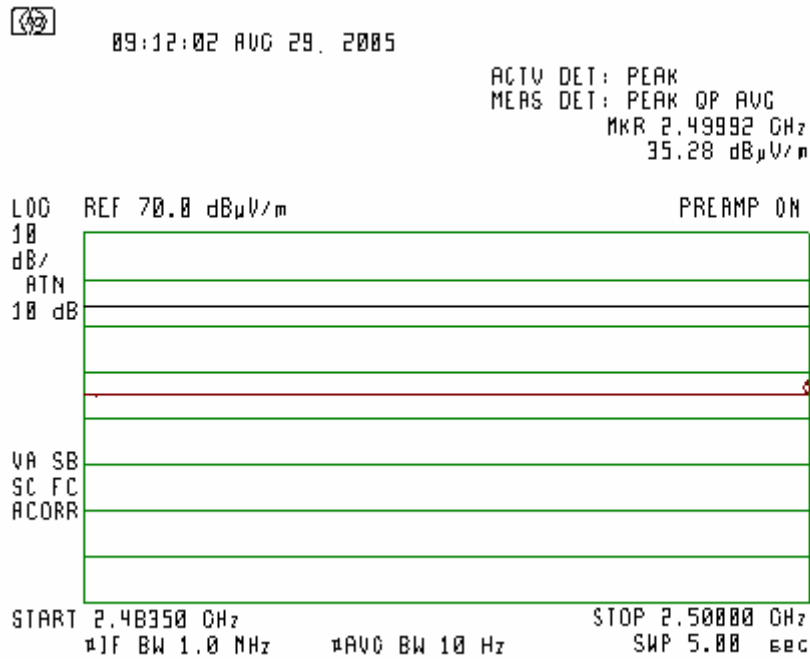 09:12:02 AUG 29, 2005
ACTV DET: PEAK
MEAS DET: PEAK QP AVG
MKR 2.49992 GHz
35.28 dBµV/m
LOG REF 70.0 dBµV/m PREAMP ON
10
dB/
ATN
10 dB
VA SB
SC FC
ACORR
START 2.48350 GHz STOP 2.50000 GHz
#IF BW 1.0 MHz #AVG BW 10 Hz SWP 5.00 sec